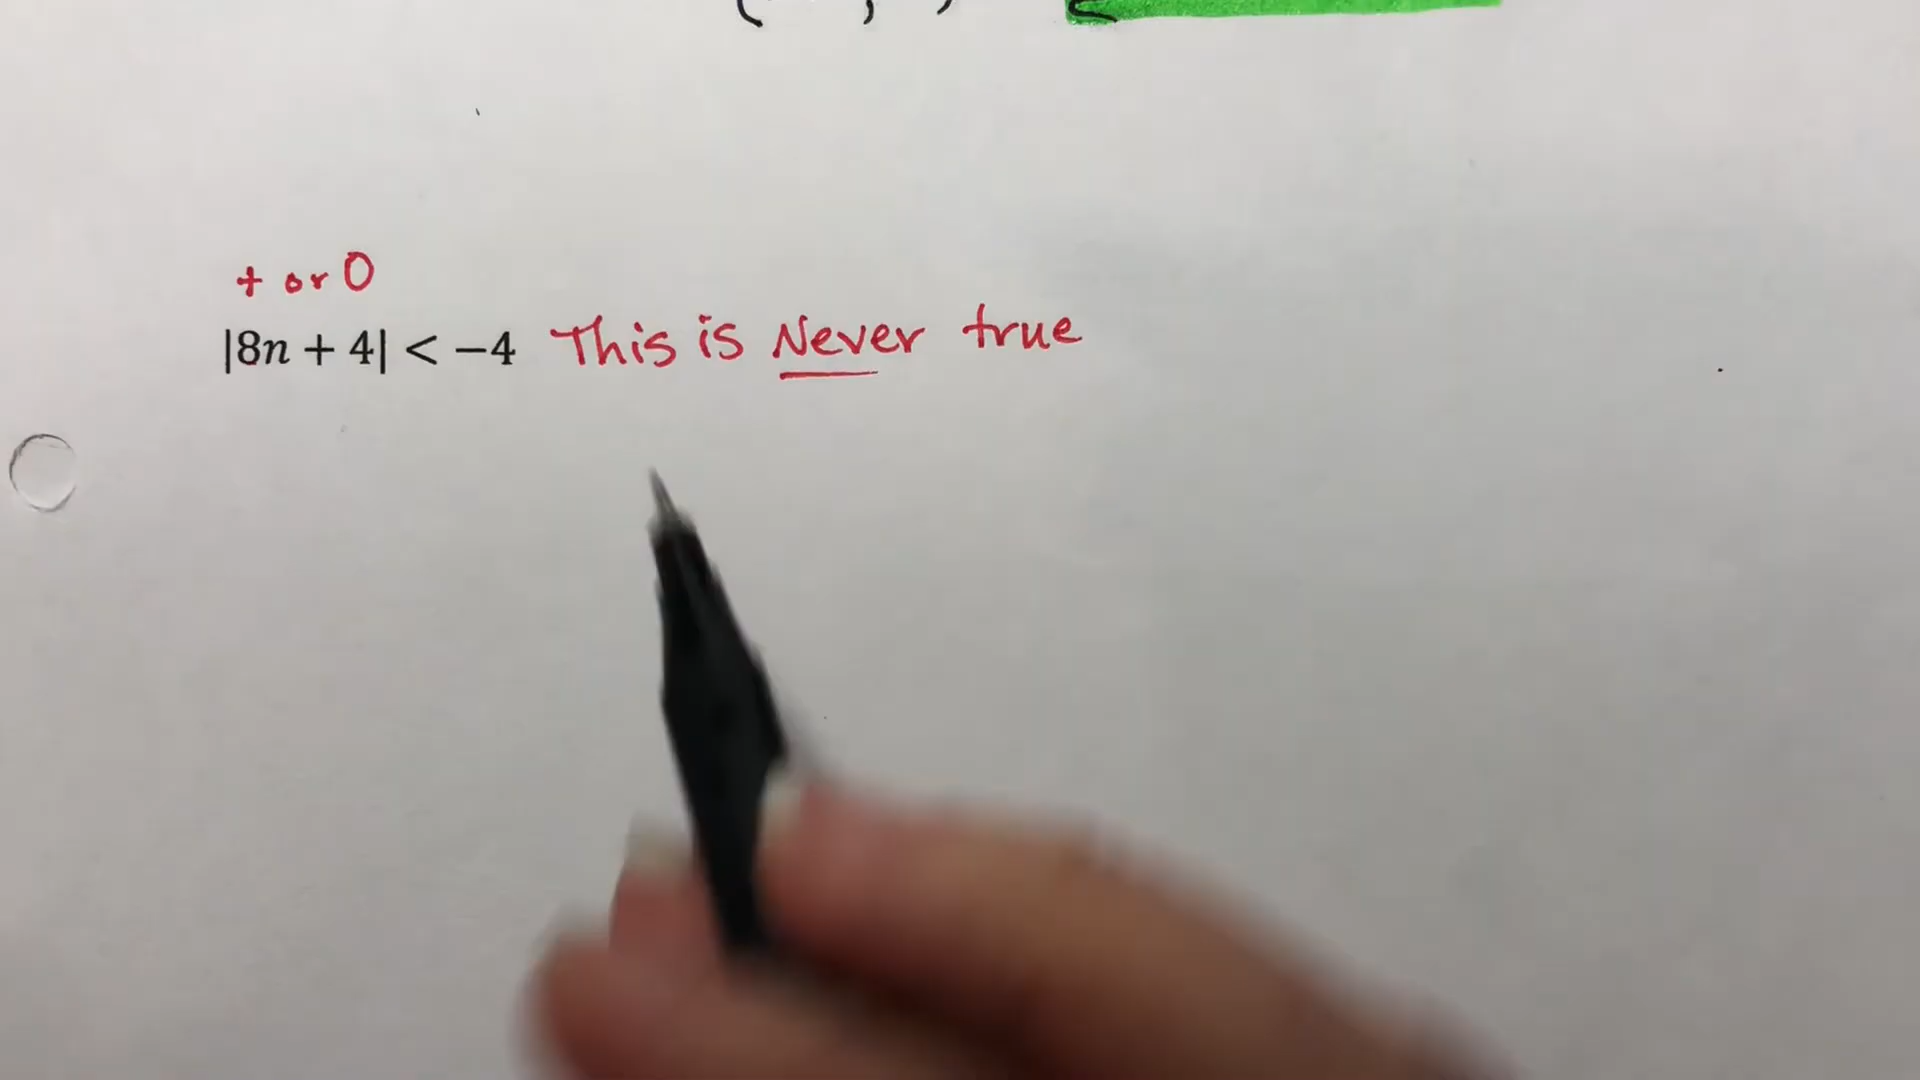 + or 0
|8n + 4| < −4 This is Never true